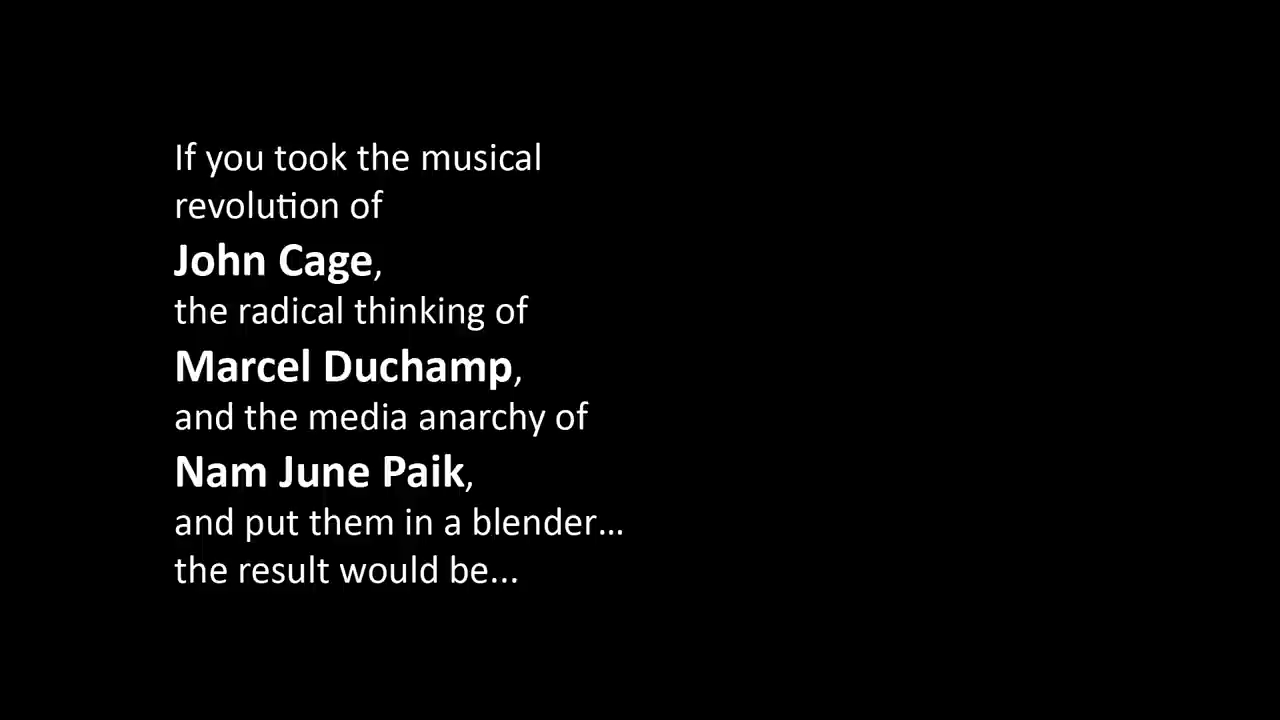 If you took the musical
revolution of
John Cage,
the radical thinking of
Marcel Duchamp,
and the media anarchy of
Nam June Paik,
and put them in a blender...
the result would be...